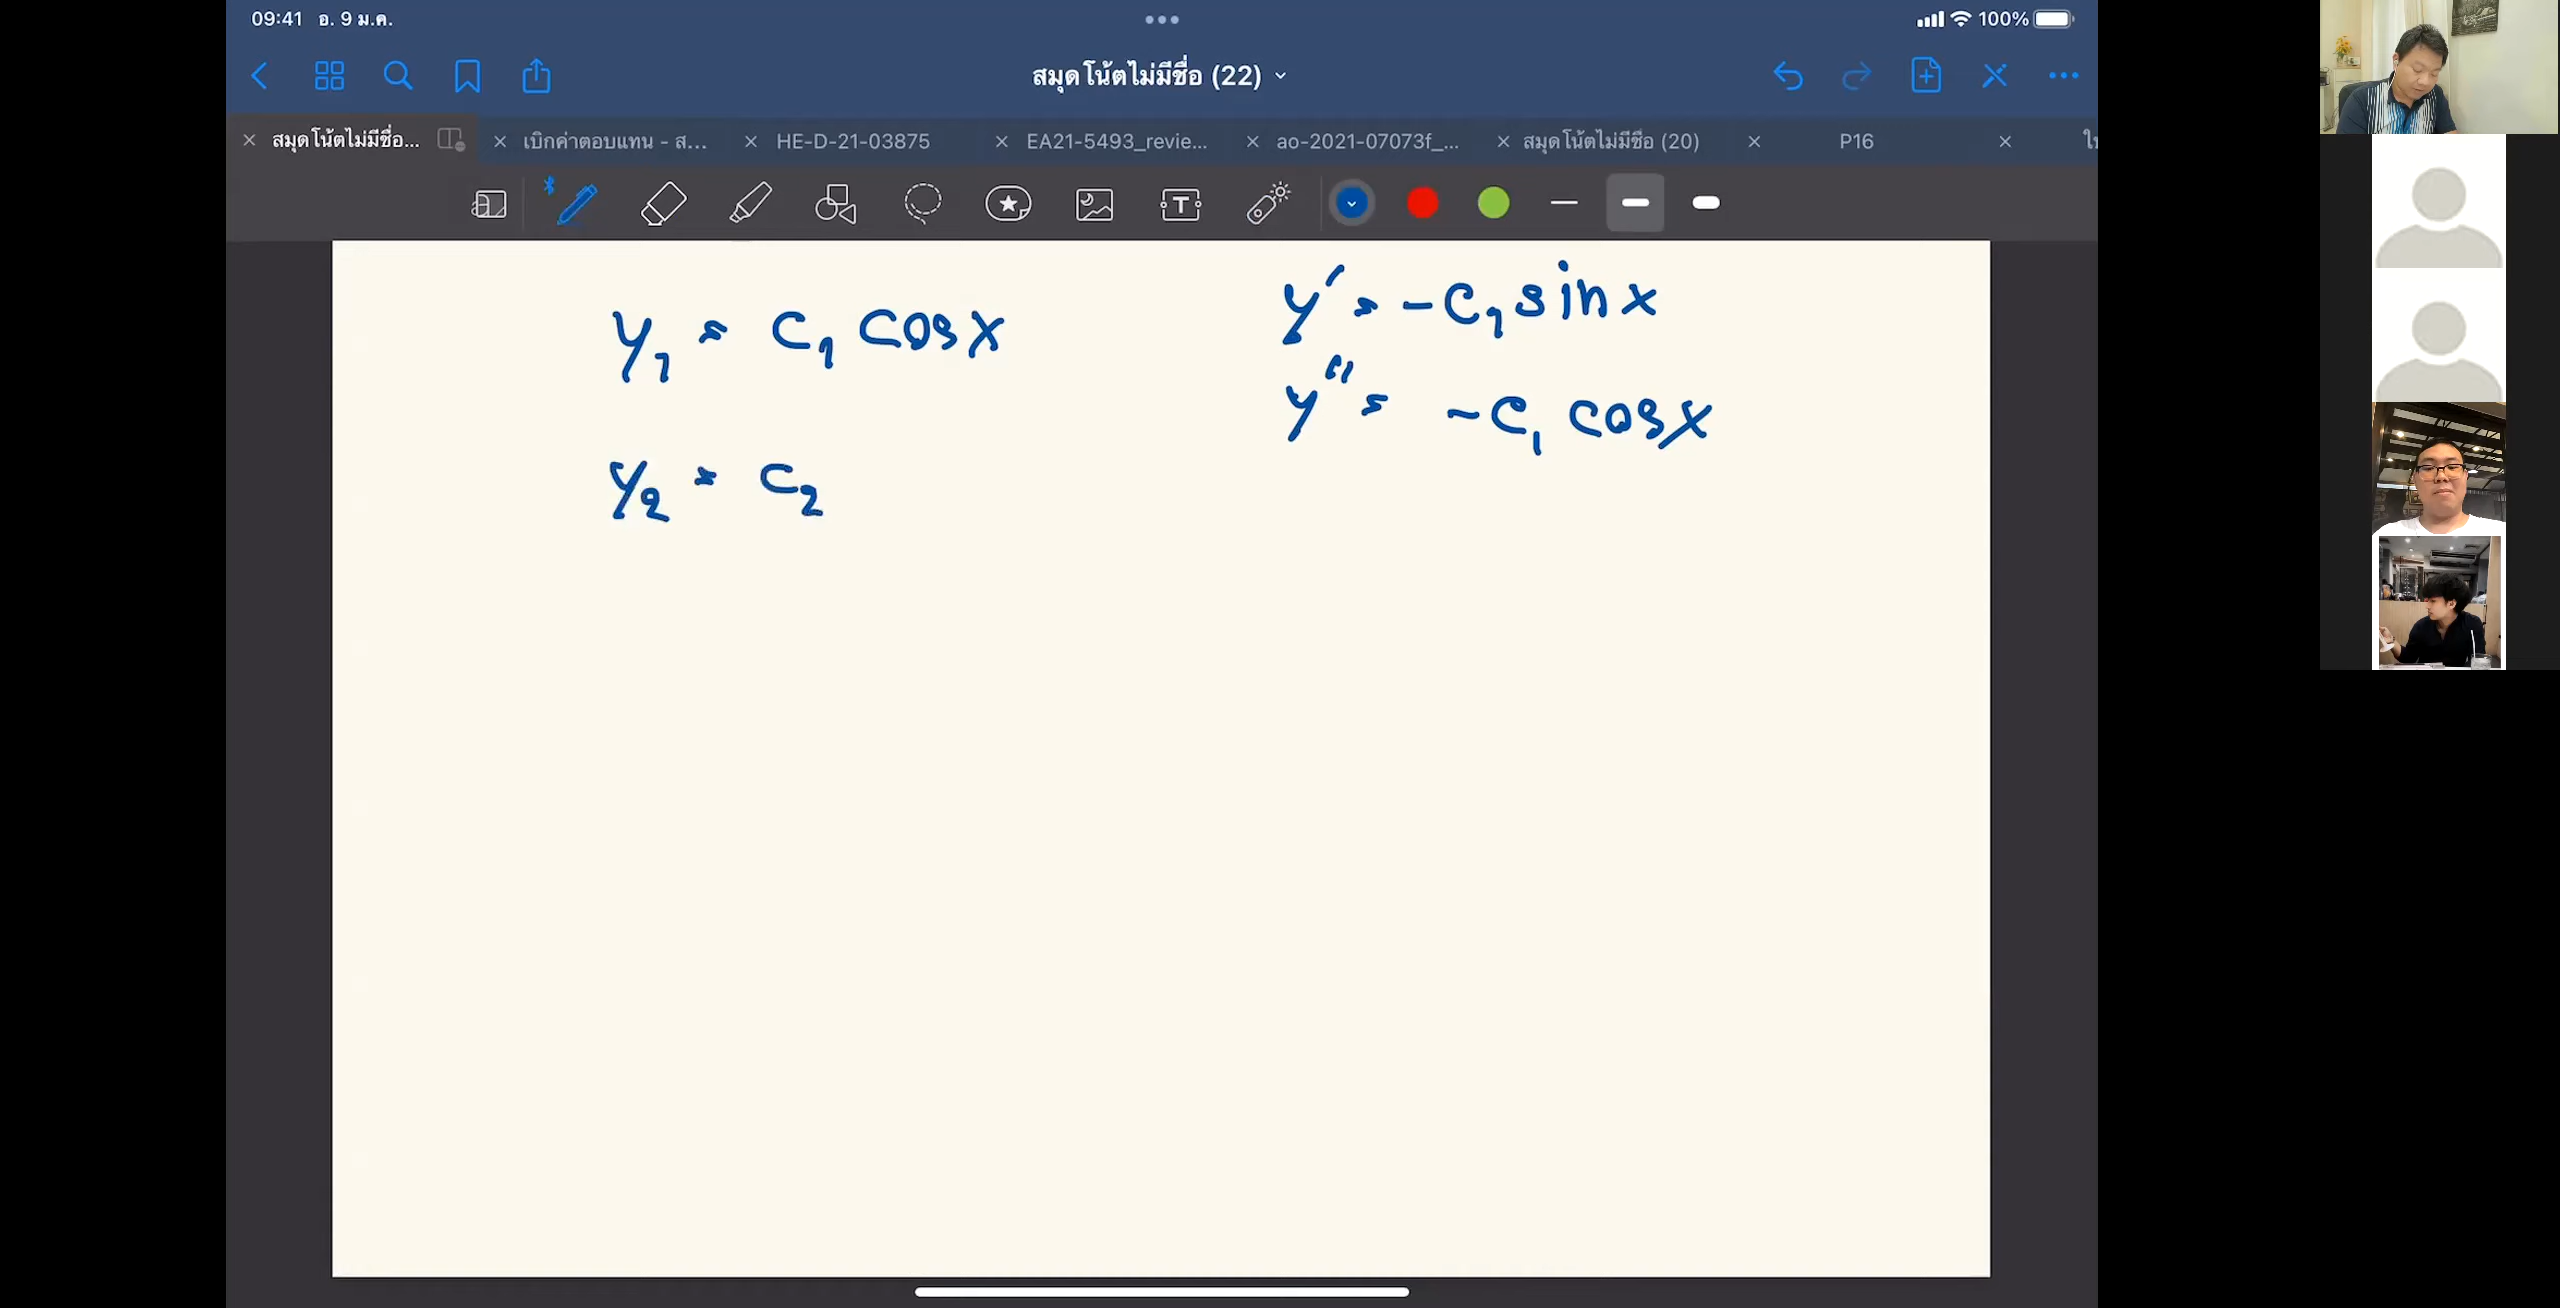 09:41 อ. 9 ม.ค.
100%
สมุดโน้ตไม่มีชื่อ (22)
สมุดโน้ตไม่มีชื่อ...
เบิกค่าตอบแทน - ส...
HE-D-21-03875
EA21-5493_revie...
ao-2021-07073f_...
สมุดโน้ตไม่มีชื่อ (20)
P16
y₁ = c₁ cos x
y' = -c₁ sin x
y'' = -c₁ cos x
y₂ = c₂